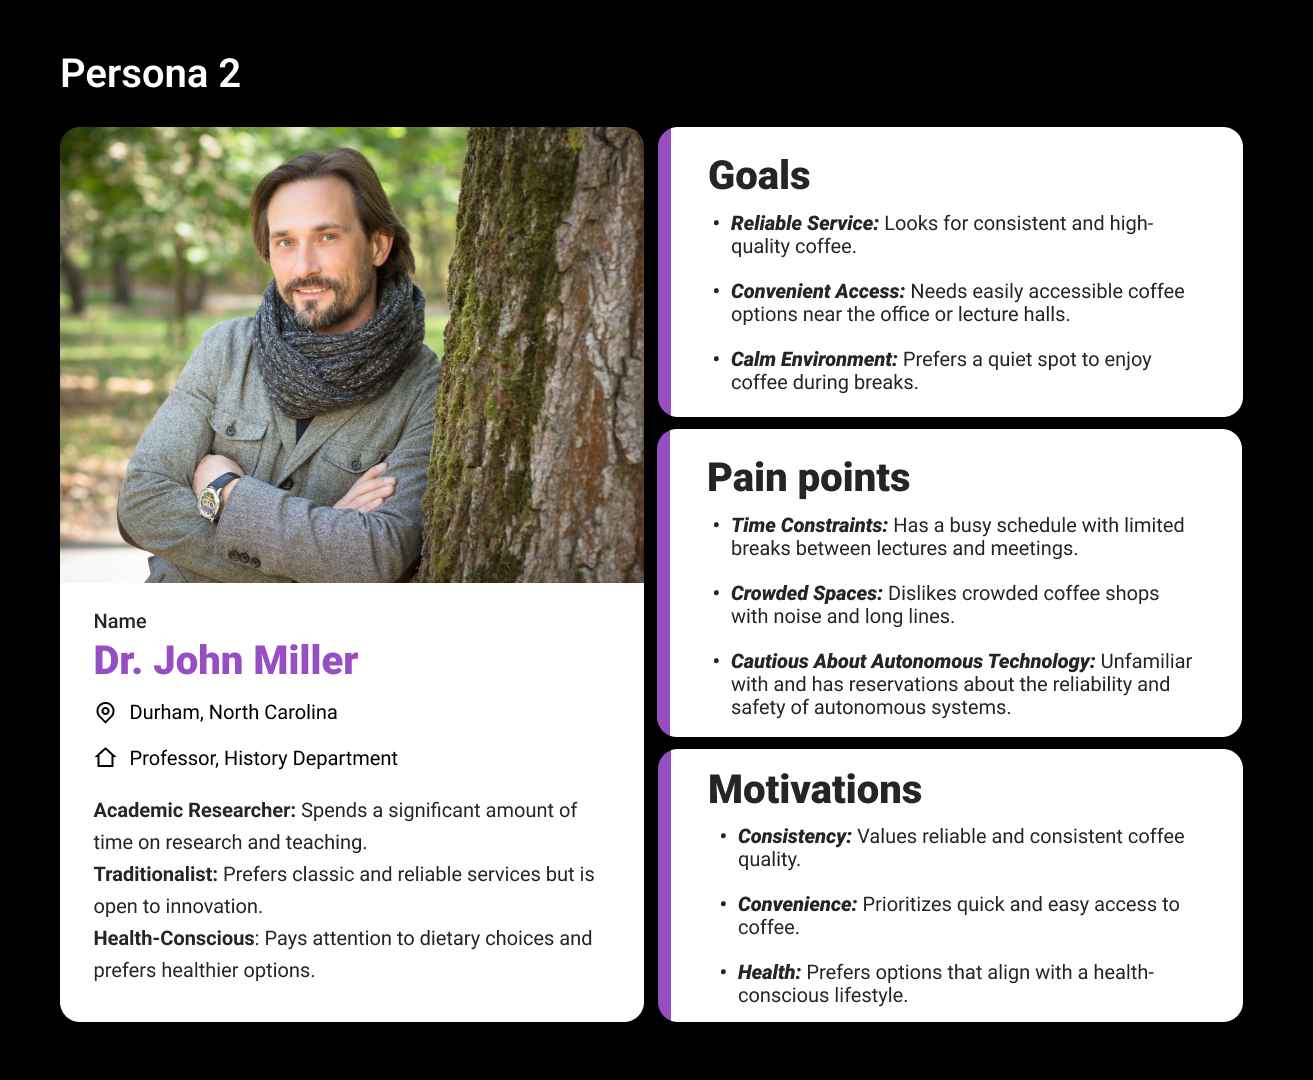 Persona 2
Name
Dr. John Miller
Durham, North Carolina
Professor, History Department
Academic Researcher: Spends a significant amount of
time on research and teaching.
Traditionalist: Prefers classic and reliable services but is
open to innovation.
Health-Conscious: Pays attention to dietary choices and
prefers healthier options.
Goals
• Reliable Service: Looks for consistent and high-
quality coffee.
• Convenient Access: Needs easily accessible coffee
options near the office or lecture halls.
• Calm Environment: Prefers a quiet spot to enjoy
coffee during breaks.
Pain points
• Time Constraints: Has a busy schedule with limited
breaks between lectures and meetings.
• Crowded Spaces: Dislikes crowded coffee shops
with noise and long lines.
• Cautious About Autonomous Technology: Unfamiliar
with and has reservations about the reliability and
safety of autonomous systems.
Motivations
• Consistency: Values reliable and consistent coffee
quality.
• Convenience: Prioritizes quick and easy access to
coffee.
• Health: Prefers options that align with a health-
conscious lifestyle.